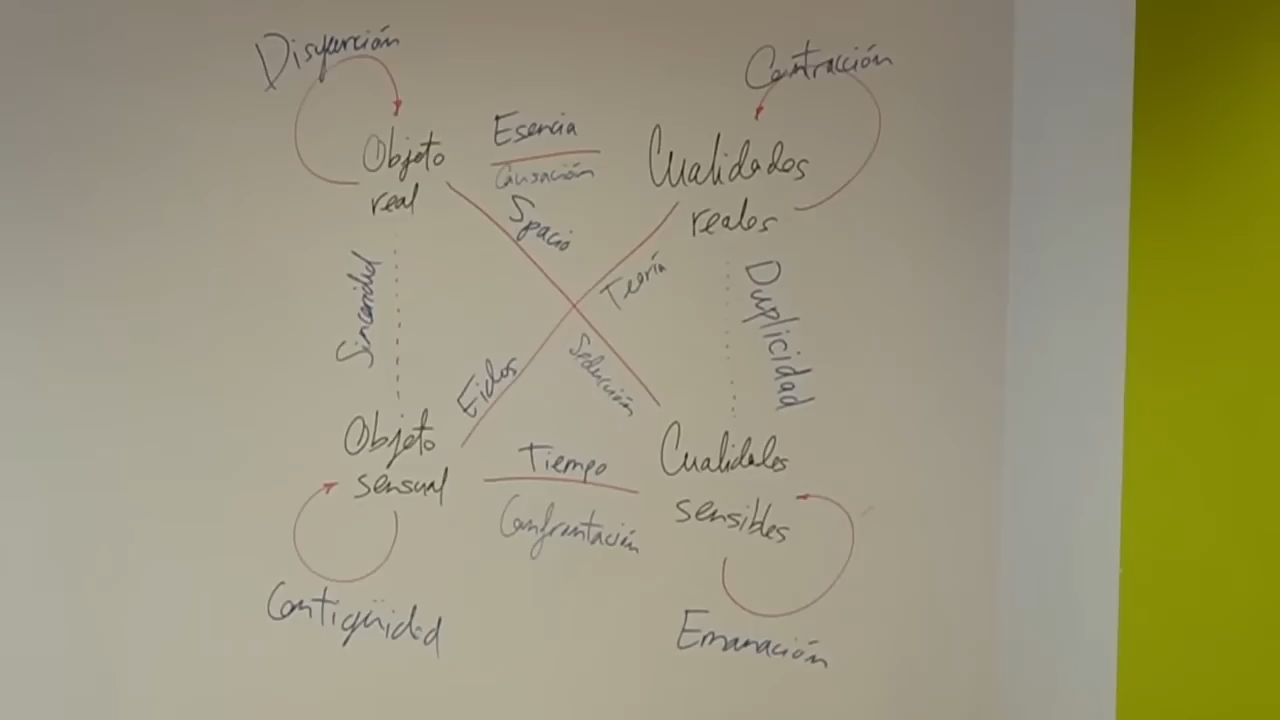 Disyunción
Contracción
Esencia
Objeto
real
Cualidades
reales
Causación
Spacio
Teoría
Sinceridad
Duplicidad
Eidos
Seducción
Objeto
sensual
Tiempo
Cualidades
sensibles
Confrontación
Contigüidad
Emanación